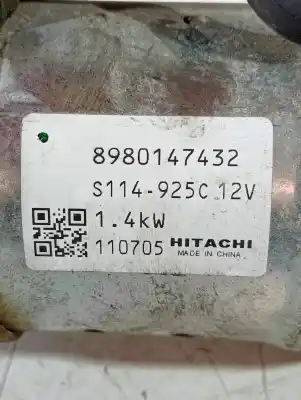 8980147432
S114-925C 12V
1.4kW
110705 HITACHI
MADE IN CHINA